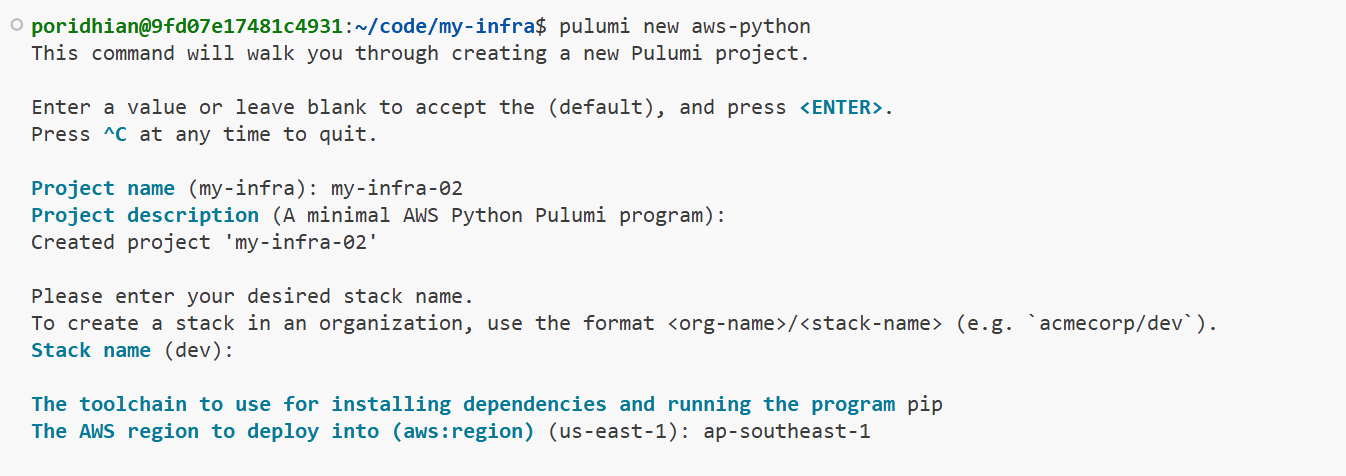 poridhian@9fd07e17481c4931:~/code/my-infra$ pulumi new aws-python
This command will walk you through creating a new Pulumi project.
Enter a value or leave blank to accept the (default), and press <ENTER>.
Press ^C at any time to quit.
Project name (my-infra): my-infra-02
Project description (A minimal AWS Python Pulumi program):
Created project 'my-infra-02'
Please enter your desired stack name.
To create a stack in an organization, use the format <org-name>/<stack-name> (e.g. `acmecorp/dev`).
Stack name (dev):
The toolchain to use for installing dependencies and running the program pip
The AWS region to deploy into (aws:region) (us-east-1): ap-southeast-1